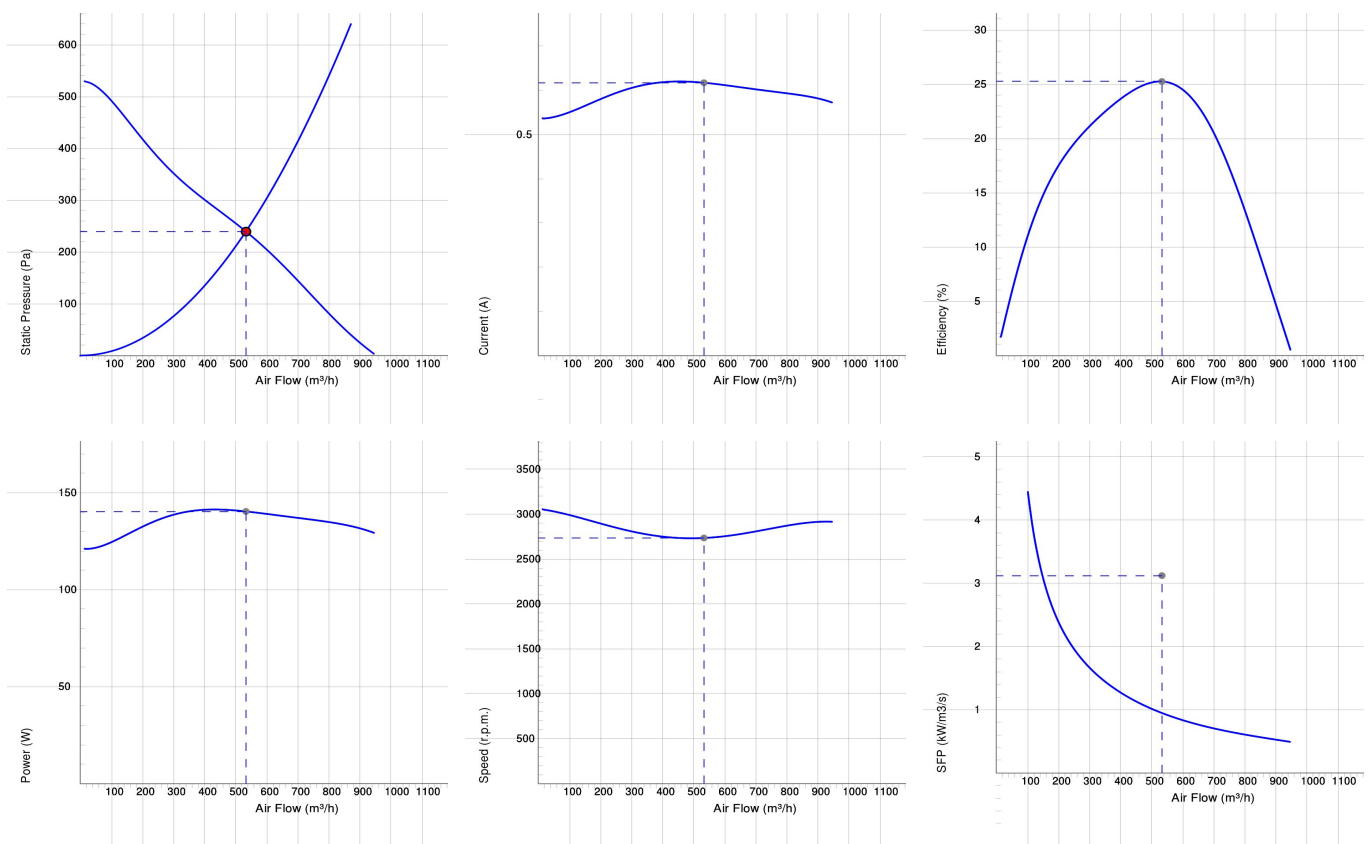 600
500
400
300
200
100
Static Pressure (Pa)
100 200 300 400 500 600 700 800 900 1000 1100
Air Flow (m³/h)
0.5
Current (A)
100 200 300 400 500 600 700 800 900 1000 1100
Air Flow (m³/h)
30
25
20
15
10
5
Efficiency (%)
100 200 300 400 500 600 700 800 900 1000 1100
Air Flow (m³/h)
150
100
50
Power (W)
100 200 300 400 500 600 700 800 900 1000 1100
Air Flow (m³/h)
3500
3000
2500
2000
1500
1000
500
Speed (r.p.m.)
100 200 300 400 500 600 700 800 900 1000 1100
Air Flow (m³/h)
5
4
3
2
1
SFP (kW/m3/s)
100 200 300 400 500 600 700 800 900 1000 1100
Air Flow (m³/h)